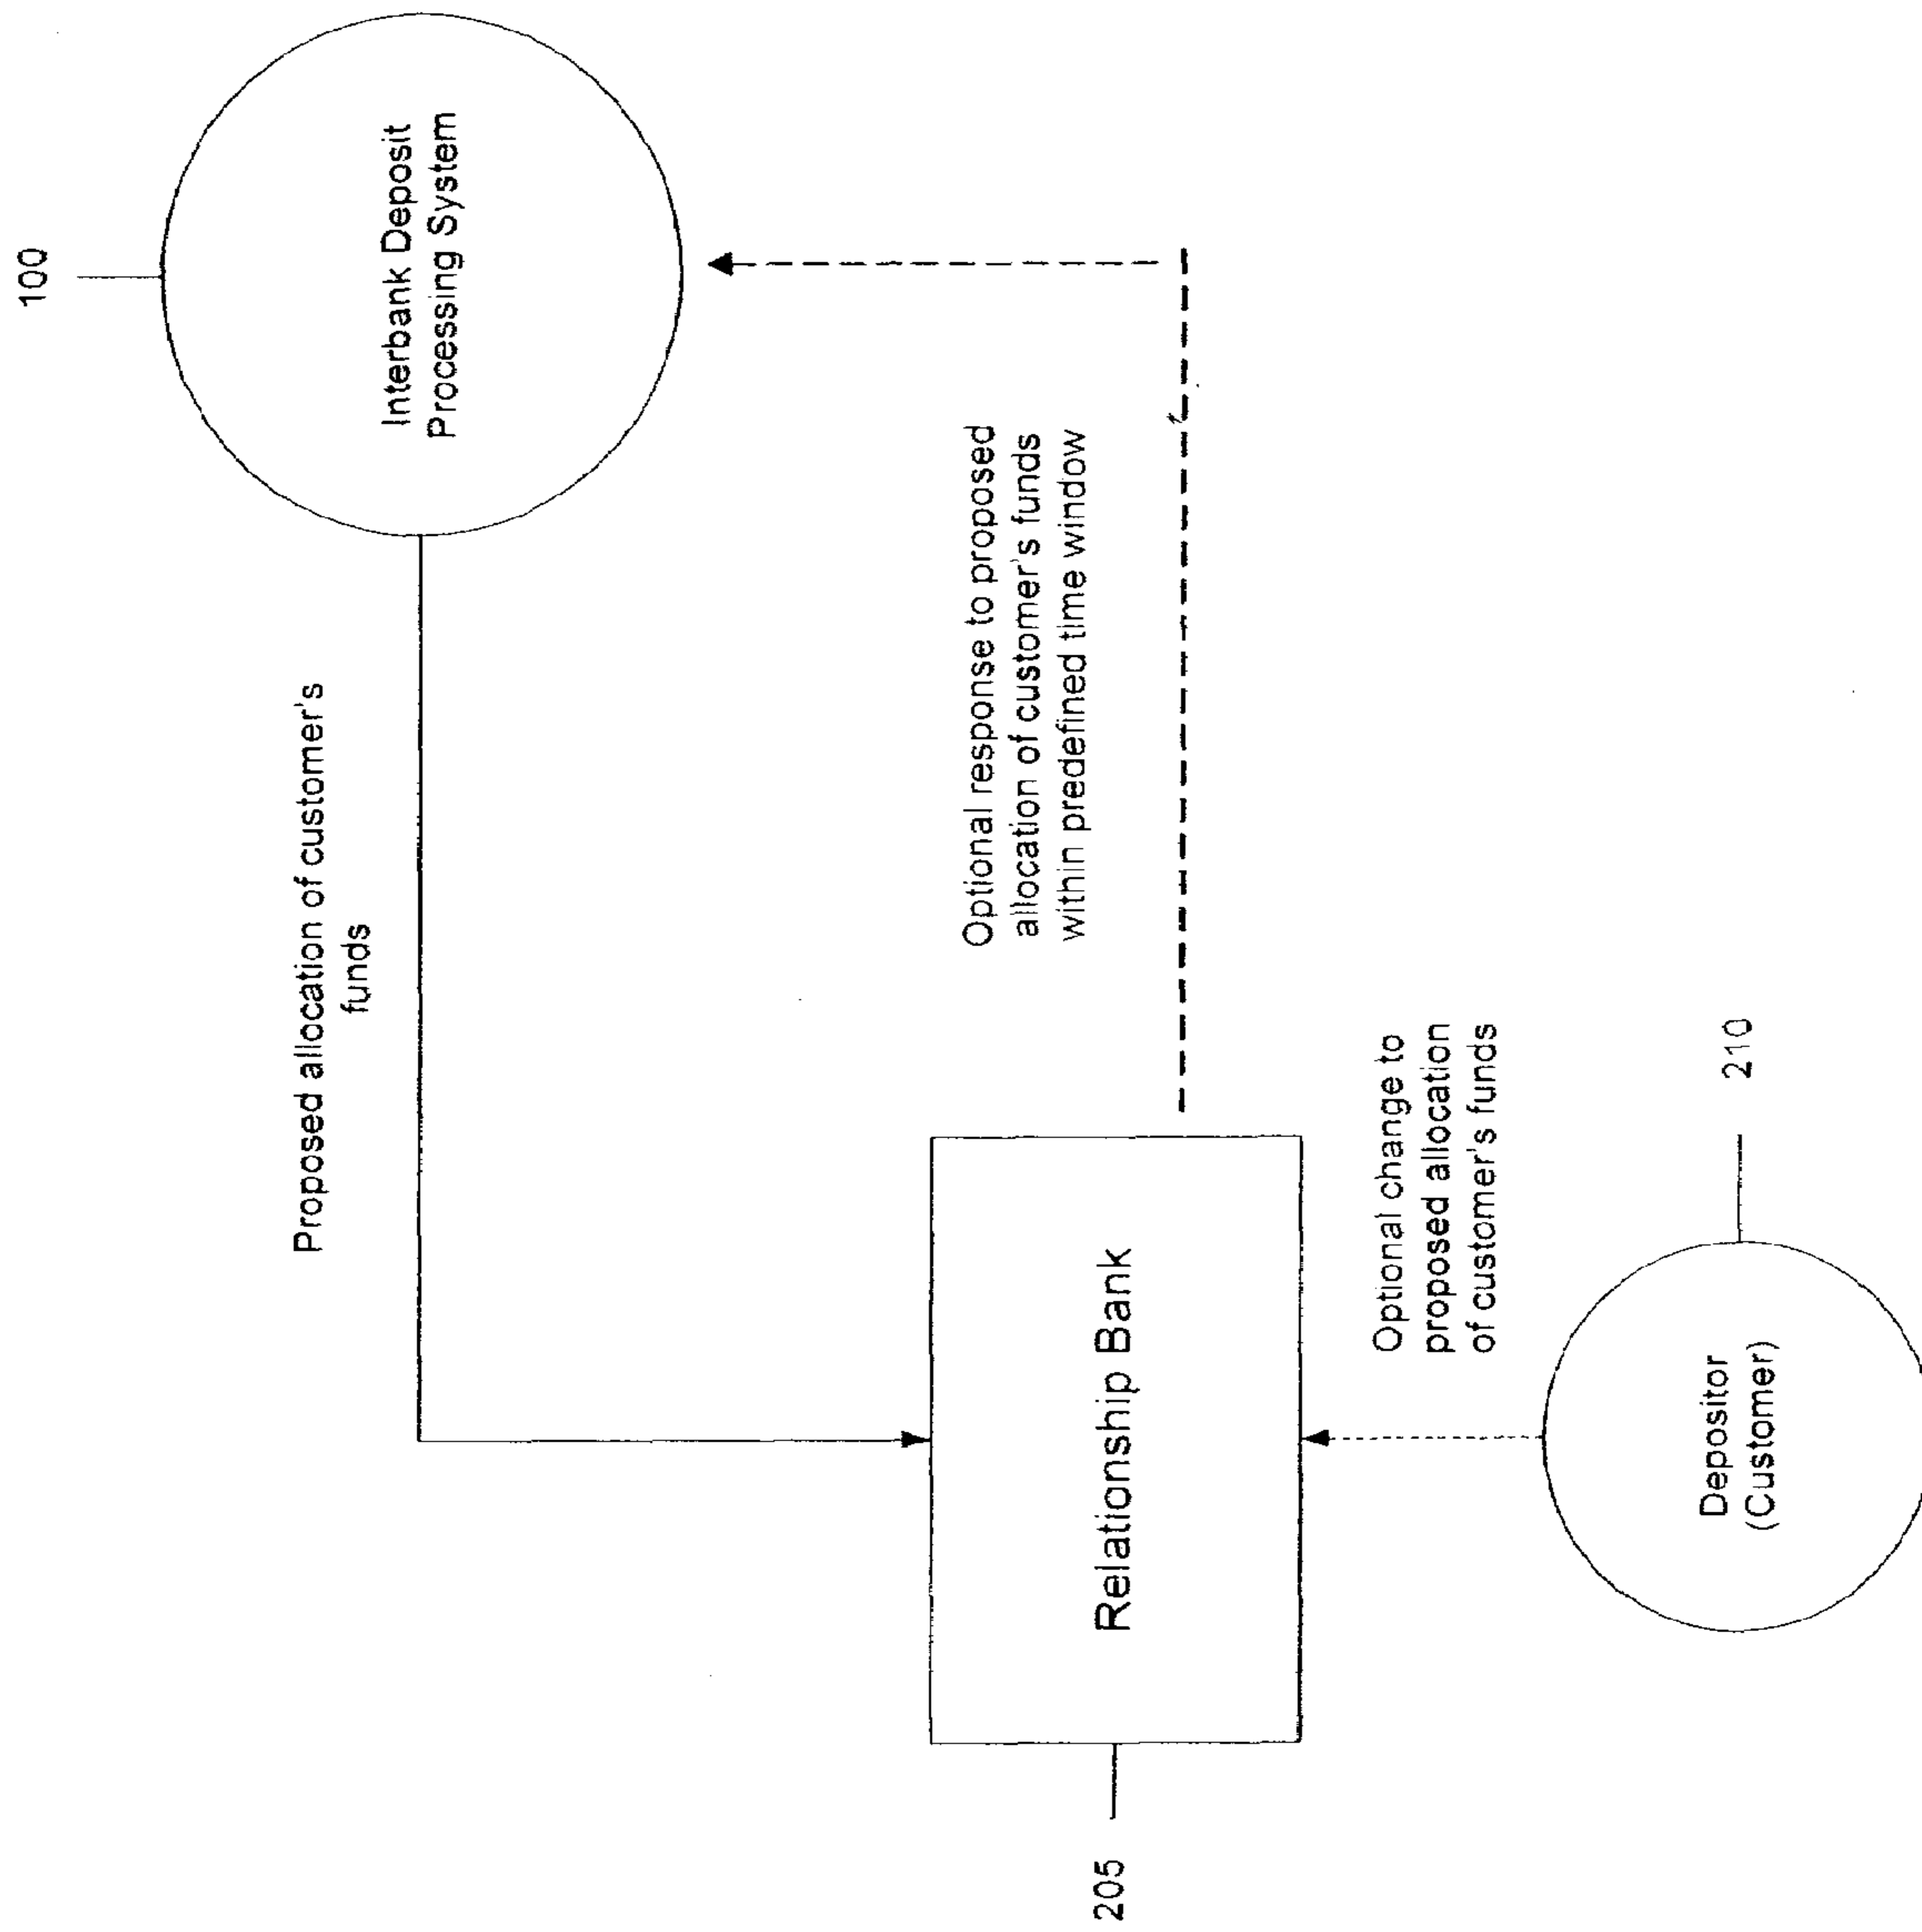 100
Interbank Deposit
Processing System
Proposed allocation of customer's
funds
Optional response to proposed
allocation of customer's funds
within predefined time window
Relationship Bank
205
Optional change to
proposed allocation
of customer's funds
210
Depositor
(Customer)